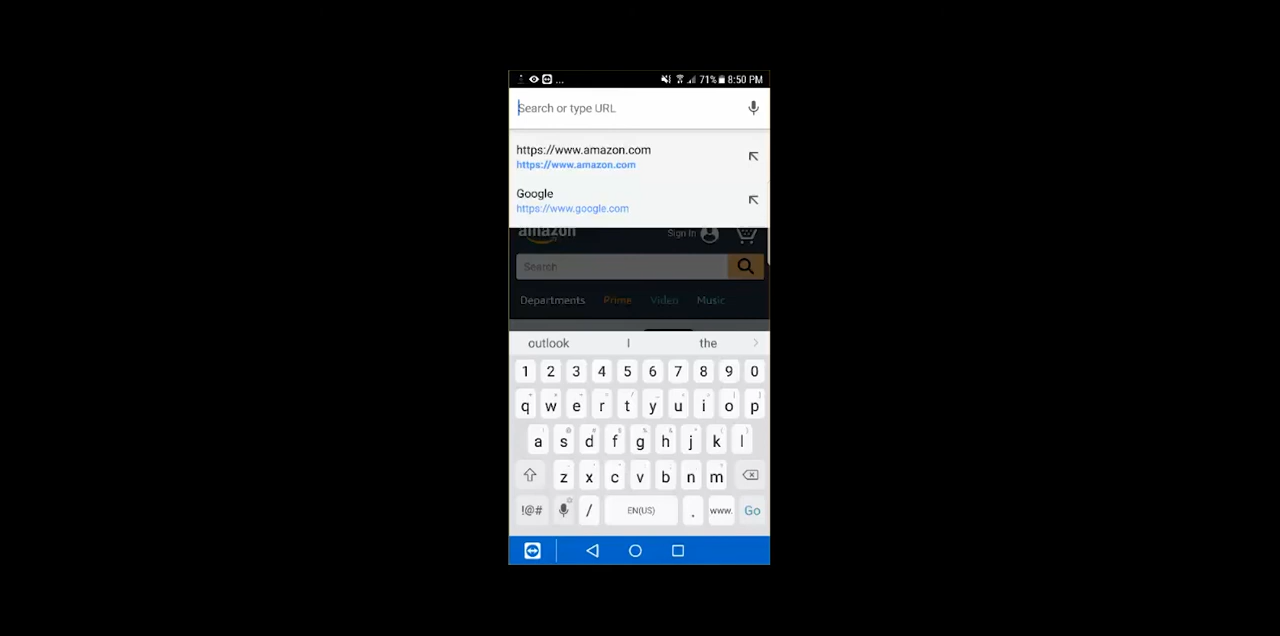 ... 71% 8:50 PM
Search or type URL
https://www.amazon.com
https://www.amazon.com
Google
https://www.google.com
amazon Sign In
Search
Departments Prime Video Music
outlook I the
1 2 3 4 5 6 7 8 9 0
q w e r t y u i o p
a s d f g h j k l
z x c v b n m
!@# / EN(US) . www. Go